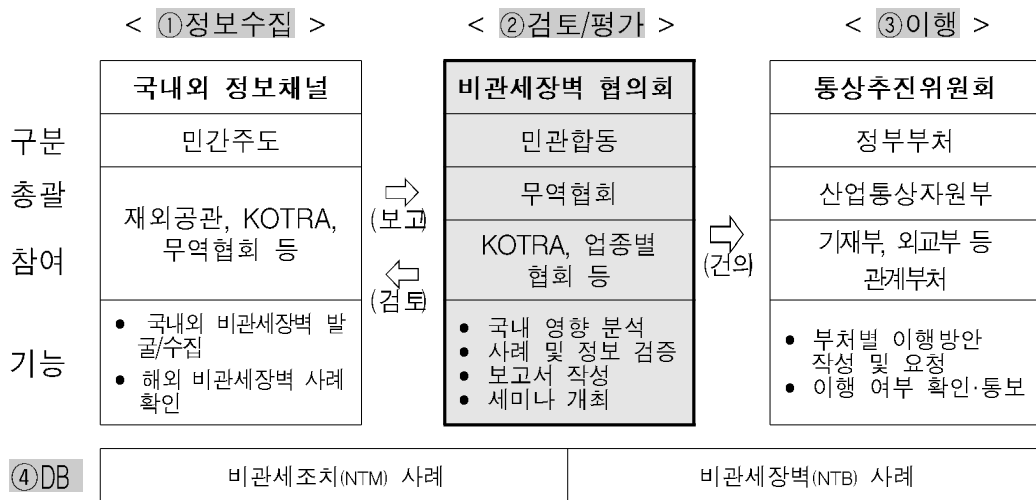 < ①정보수집 >
< ②검토/평가 >
< ③이행 >
국내외 정보채널
비관세장벽 협의회
통상추진위원회
구분
민간주도
민관합동
정부부처
총괄
무역협회
산업통상자원부
참여
재외공관, KOTRA,
무역협회 등
⇨
(보고)
⇦
(검토)
KOTRA, 업종별
협회 등
⇨
(건의)
기재부, 외교부 등
관계부처
기능
• 국내외 비관세장벽 발
굴/수집
• 해외 비관세장벽 사례
확인
• 국내 영향 분석
• 사례 및 정보 검증
• 보고서 작성
• 세미나 개최
• 부처별 이행방안
작성 및 요청
• 이행 여부 확인·통보
④DB
비관세조치(NTM) 사례
비관세장벽(NTB) 사례